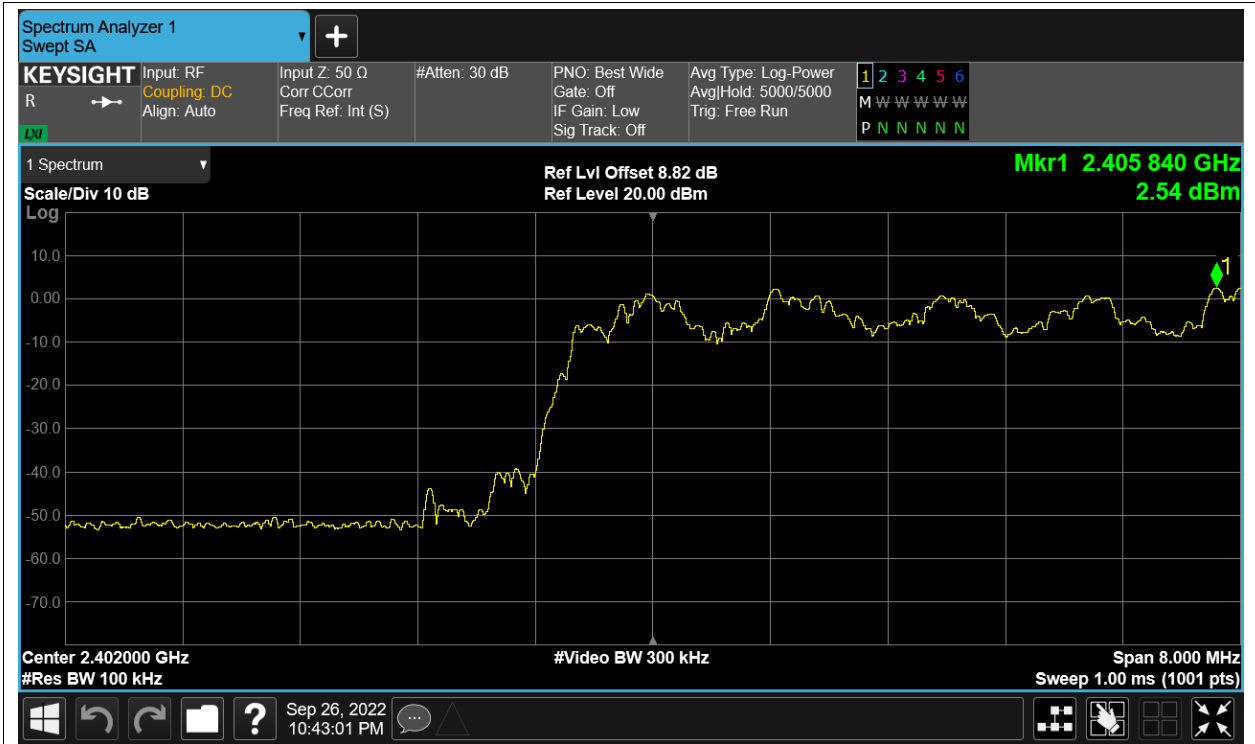 Spectrum Analyzer 1
Swept SA
+
KEYSIGHT
R
LXI
Input: RF
Coupling: DC
Align: Auto
Input Z: 50 Ω
Corr CCorr
Freq Ref: Int (S)
#Atten: 30 dB
PNO: Best Wide
Gate: Off
IF Gain: Low
Sig Track: Off
Avg Type: Log-Power
Avg|Hold: 5000/5000
Trig: Free Run
1 2 3 4 5 6
M W W W W W
P N N N N N
1 Spectrum
Scale/Div 10 dB
Log
Ref Lvl Offset 8.82 dB
Ref Level 20.00 dBm
Mkr1 2.405 840 GHz
2.54 dBm
10.0
0.00
-10.0
-20.0
-30.0
-40.0
-50.0
-60.0
-70.0
1
Center 2.402000 GHz
#Res BW 100 kHz
#Video BW 300 kHz
Span 8.000 MHz
Sweep 1.00 ms (1001 pts)
?
Sep 26, 2022
10:43:01 PM